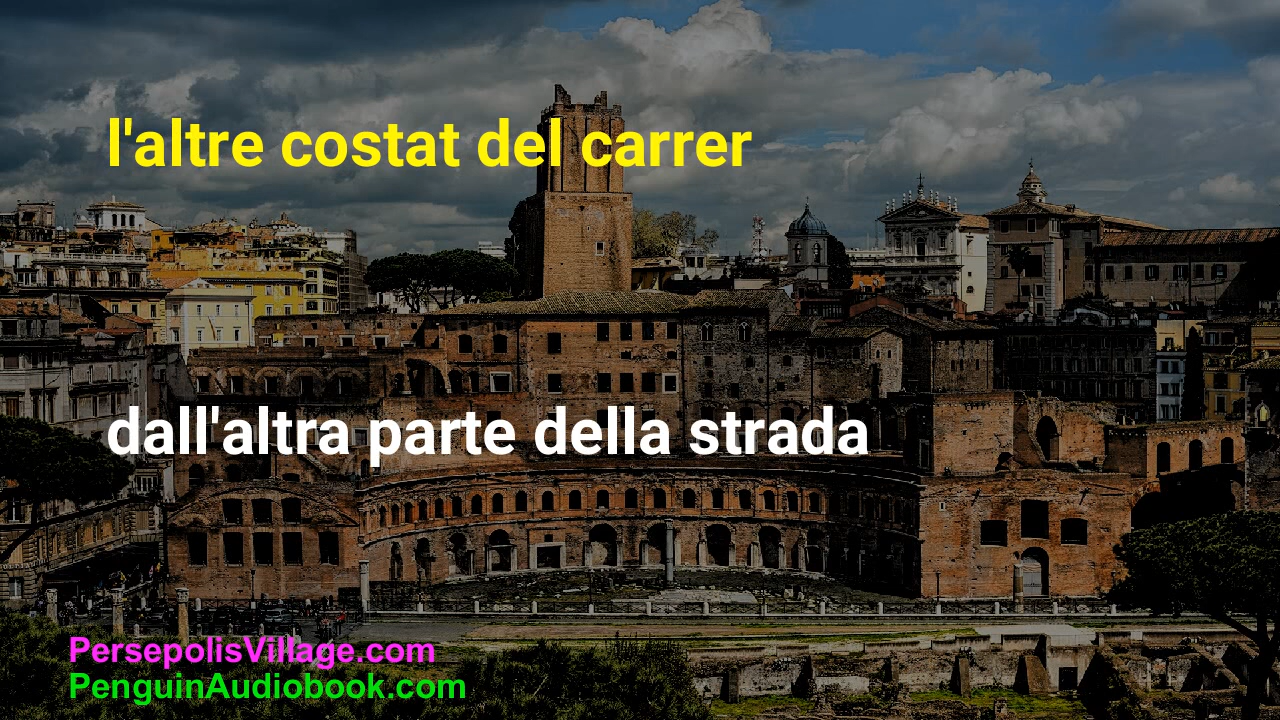 l'altre costat del carrer
dall'altra parte della strada
PersepolisVillage.com
PenguinAudiobook.com